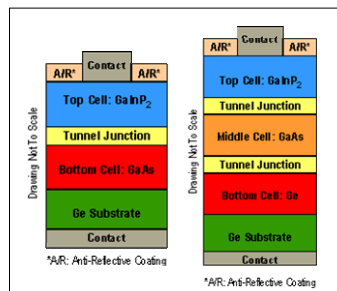 Contact
A/R*
A/R*
Top Cell: GaInP2
Tunnel Junction
Bottom Cell: GaAs
Ge Substrate
Contact
Drawing Not To Scale
*A/R: Anti-Reflective Coating
Contact
A/R*
A/R*
Top Cell: GaInP2
Tunnel Junction
Middle Cell: GaAs
Tunnel Junction
Bottom Cell: Ge
Ge Substrate
Contact
Drawing Not To Scale
*A/R: Anti-Reflective Coating